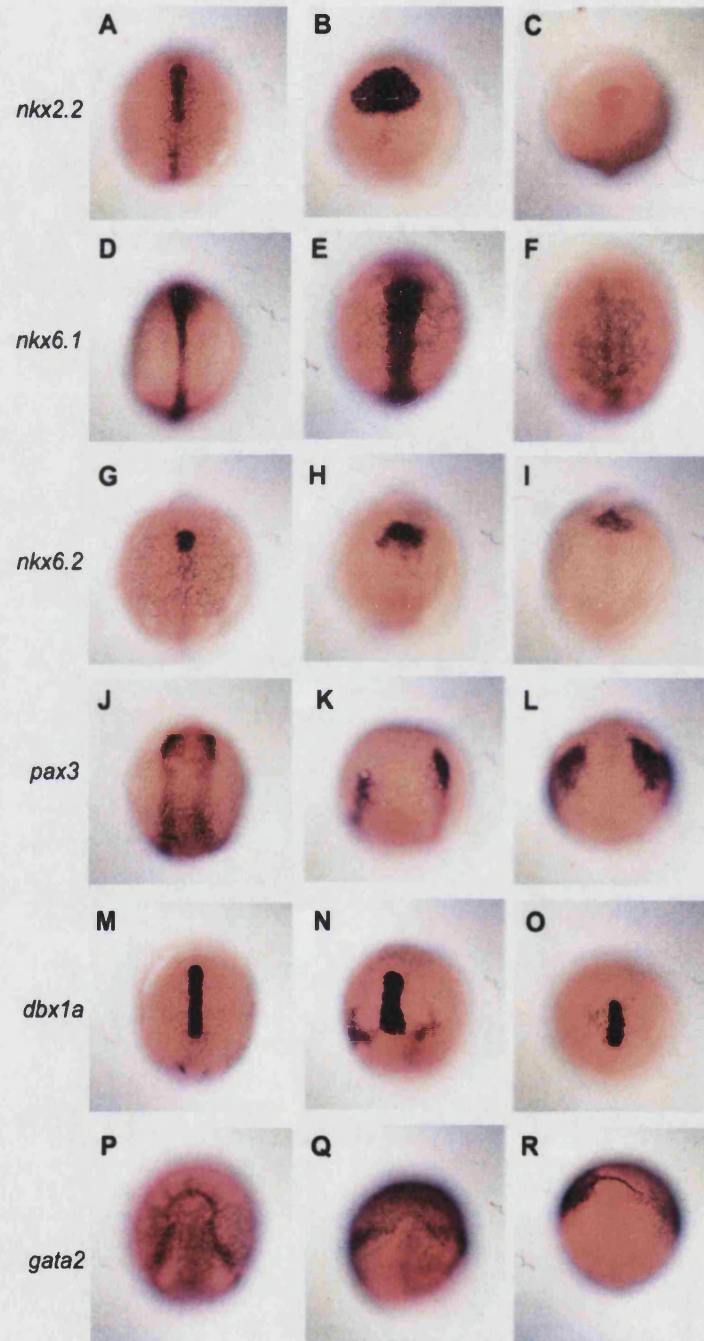 A B C
nkx2.2
D E F
nkx6.1
G H I
nkx6.2
J K L
pax3
M N O
dbx1a
P Q R
gata2